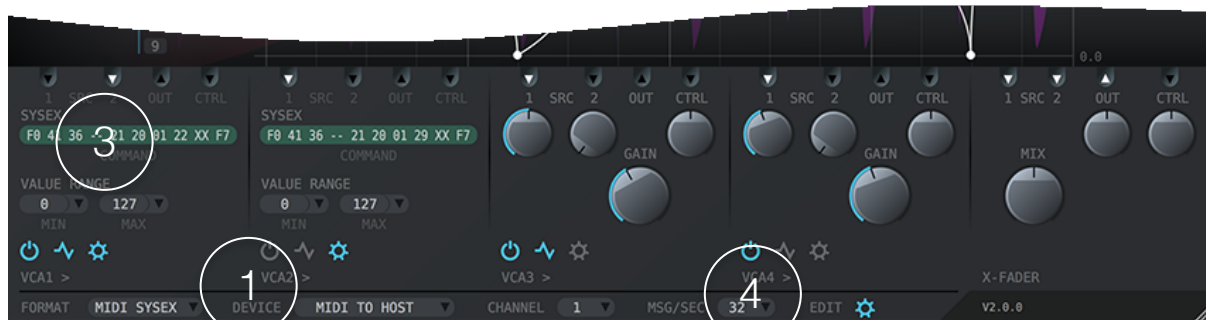 9
0.0
1 SRC 2 OUT CTRL
1 SRC 2 OUT CTRL
1 SRC 2 OUT CTRL
1 SRC 2 OUT CTRL
1 SRC 2 OUT CTRL
SYSEX
F0 41 36 -- 21 20 01 22 XX F7
COMMAND
3
SYSEX
F0 41 36 -- 21 20 01 29 XX F7
COMMAND
GAIN
GAIN
MIX
VALUE RANGE
0 127
MIN MAX
VALUE RANGE
0 127
MIN MAX
VCA1 >
VCA2 >
VCA3 >
VCA4 >
X-FADER
1
4
FORMAT MIDI SYSEX DEVICE MIDI TO HOST CHANNEL 1 MSG/SEC 32 EDIT
V2.0.0